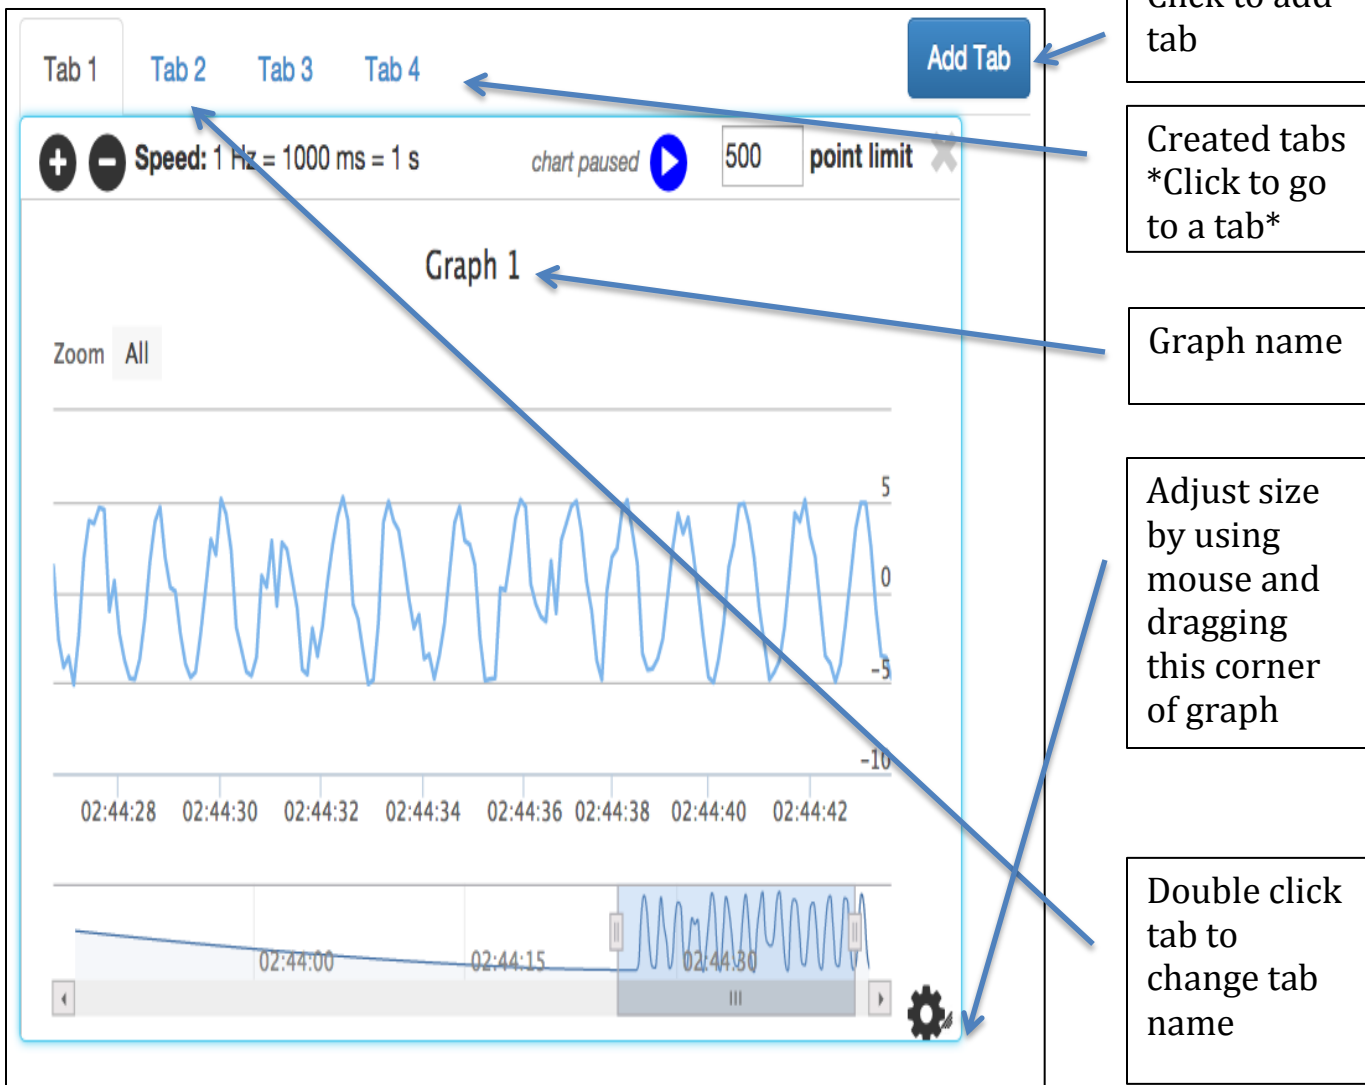 Click to add
tab
Tab 1 Tab 2 Tab 3 Tab 4 Add Tab
Speed: 1 Hz = 1000 ms = 1 s chart paused 500 point limit
Created tabs
*Click to go
to a tab*
Graph 1
Graph name
Zoom All
Adjust size
by using
mouse and
dragging
this corner
of graph
5
0
-5
-10
02:44:28 02:44:30 02:44:32 02:44:34 02:44:36 02:44:38 02:44:40 02:44:42
02:44:00 02:44:15 02:44:30
Double click
tab to
change tab
name